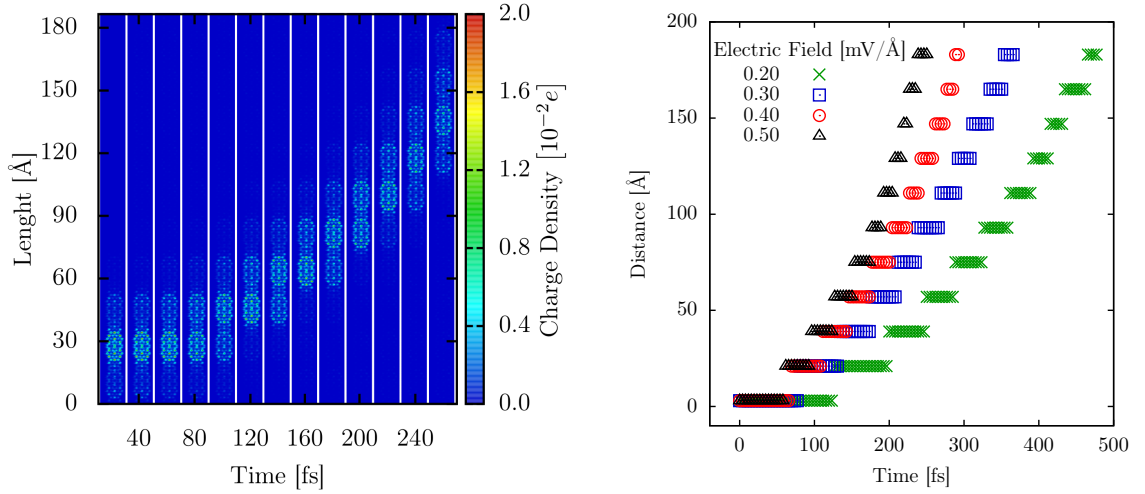 Lenght [Å]
180
150
120
90
60
30
0
40 80 120 160 200 240
Time [fs]
2.0
1.6
1.2
0.8
0.4
0.0
Charge Density [10⁻²e]
Distance [Å]
200
150
100
50
0
Electric Field [mV/Å]
0.20
0.30
0.40
0.50
0 100 200 300 400 500
Time [fs]